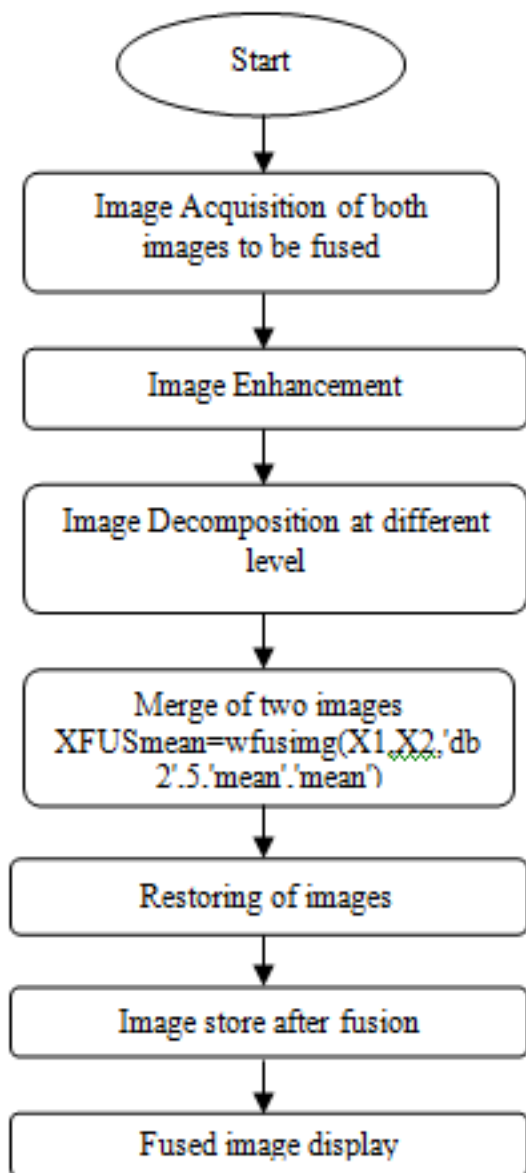 Start
Image Acquisition of both
images to be fused
Image Enhancement
Image Decomposition at different
level
Merge of two images
XFUSmean=wfusimg(X1,X2,'db
2',5,'mean','mean')
Restoring of images
Image store after fusion
Fused image display